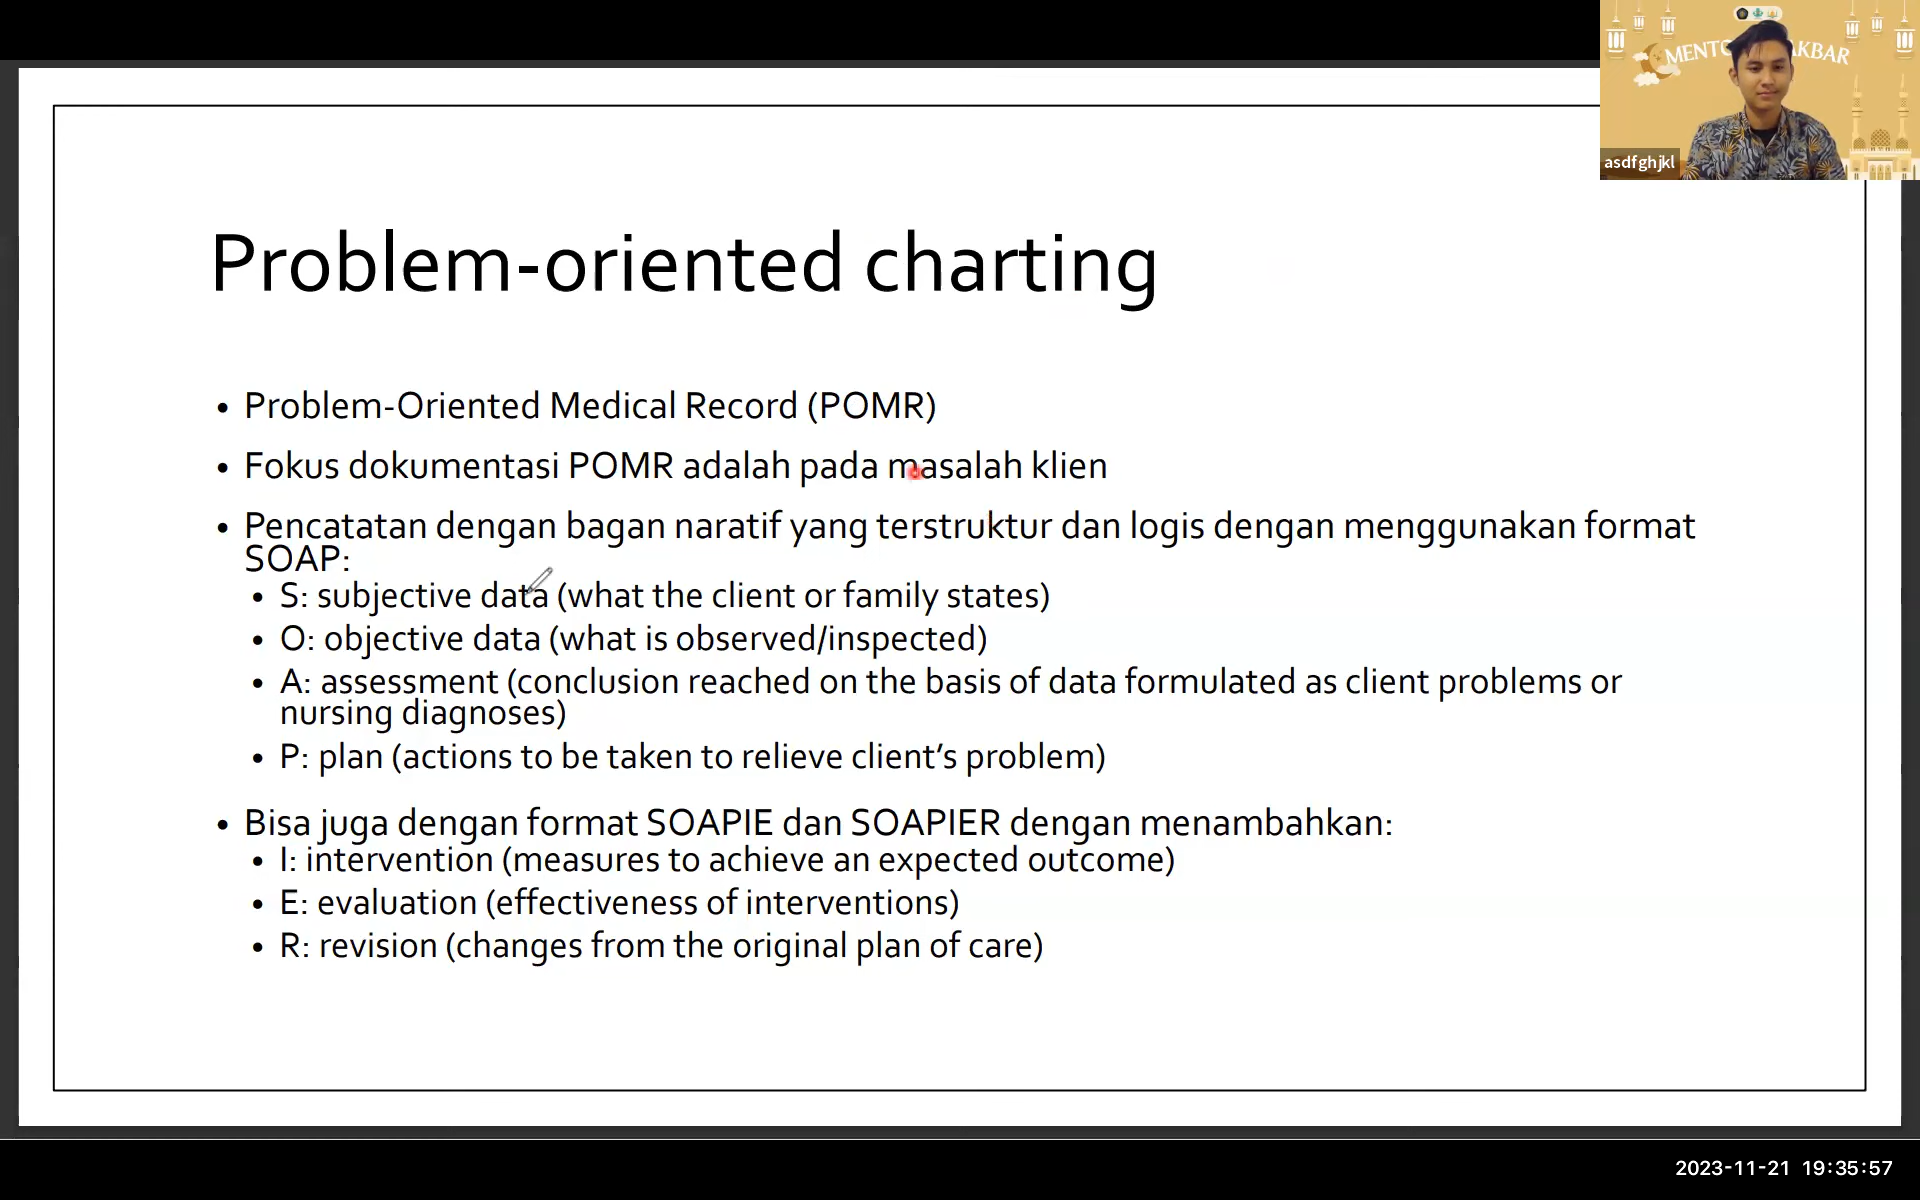 MENTO AKBAR
asdfghjkl
Problem-oriented charting
• Problem-Oriented Medical Record (POMR)
• Fokus dokumentasi POMR adalah pada masalah klien
• Pencatatan dengan bagan naratif yang terstruktur dan logis dengan menggunakan format
SOAP:
• S: subjective data (what the client or family states)
• O: objective data (what is observed/inspected)
• A: assessment (conclusion reached on the basis of data formulated as client problems or
nursing diagnoses)
• P: plan (actions to be taken to relieve client’s problem)
• Bisa juga dengan format SOAPIE dan SOAPIER dengan menambahkan:
• I: intervention (measures to achieve an expected outcome)
• E: evaluation (effectiveness of interventions)
• R: revision (changes from the original plan of care)
2023-11-21 19:35:57